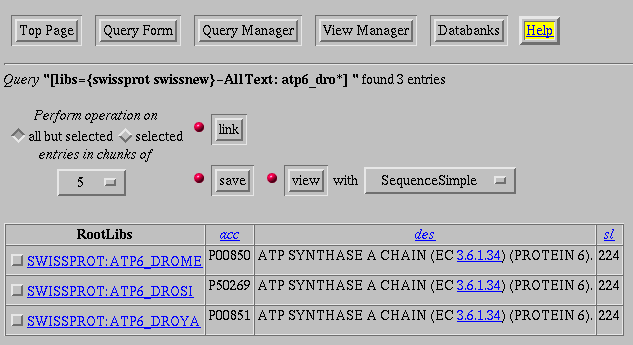 Top Page Query Form Query Manager View Manager Databanks Help
Query "[libs={swissprot swissnew}-AllText: atp6_dro*] " found 3 entries
Perform operation on
all but selected selected
entries in chunks of
link
5
save view with SequenceSimple
RootLibs acc des sl
SWISSPROT:ATP6_DROME P00850 ATP SYNTHASE A CHAIN (EC 3.6.1.34) (PROTEIN 6). 224
SWISSPROT:ATP6_DROSI P50269 ATP SYNTHASE A CHAIN (EC 3.6.1.34) (PROTEIN 6). 224
SWISSPROT:ATP6_DROYA P00851 ATP SYNTHASE A CHAIN (EC 3.6.1.34) (PROTEIN 6). 224